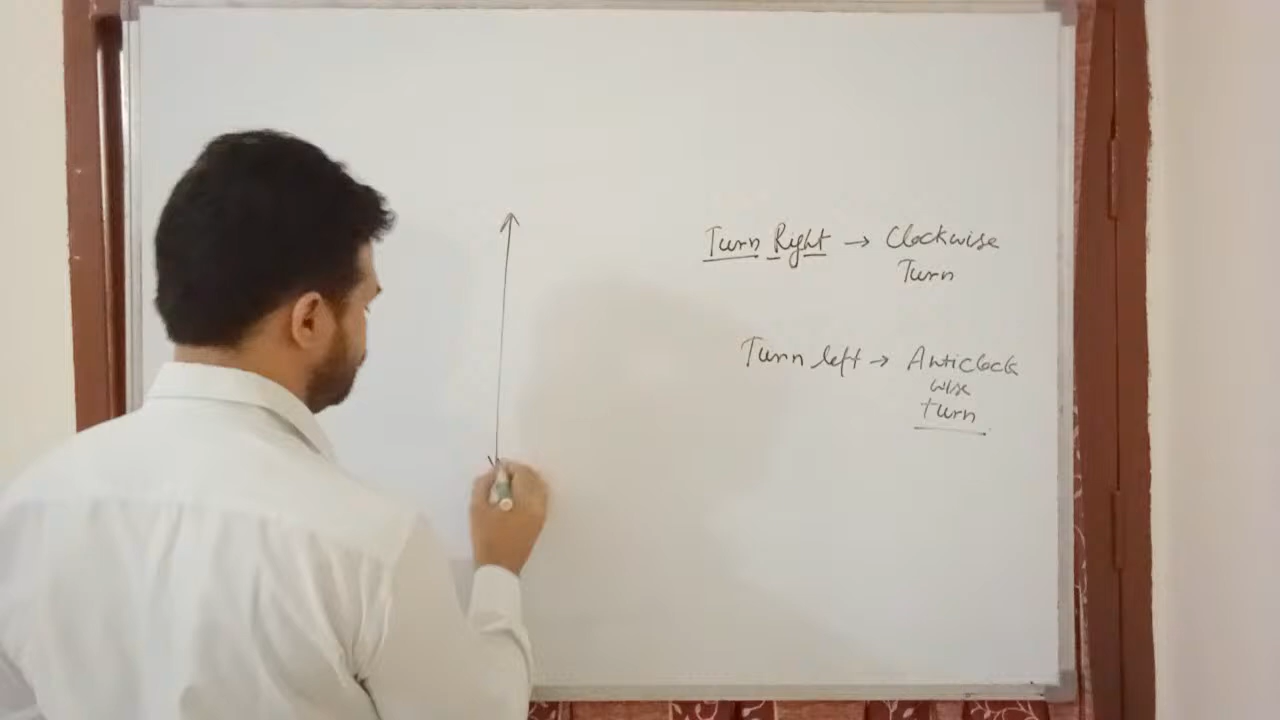 Turn Right → Clockwise
Turn
Turn left → Anticlock
wise
turn